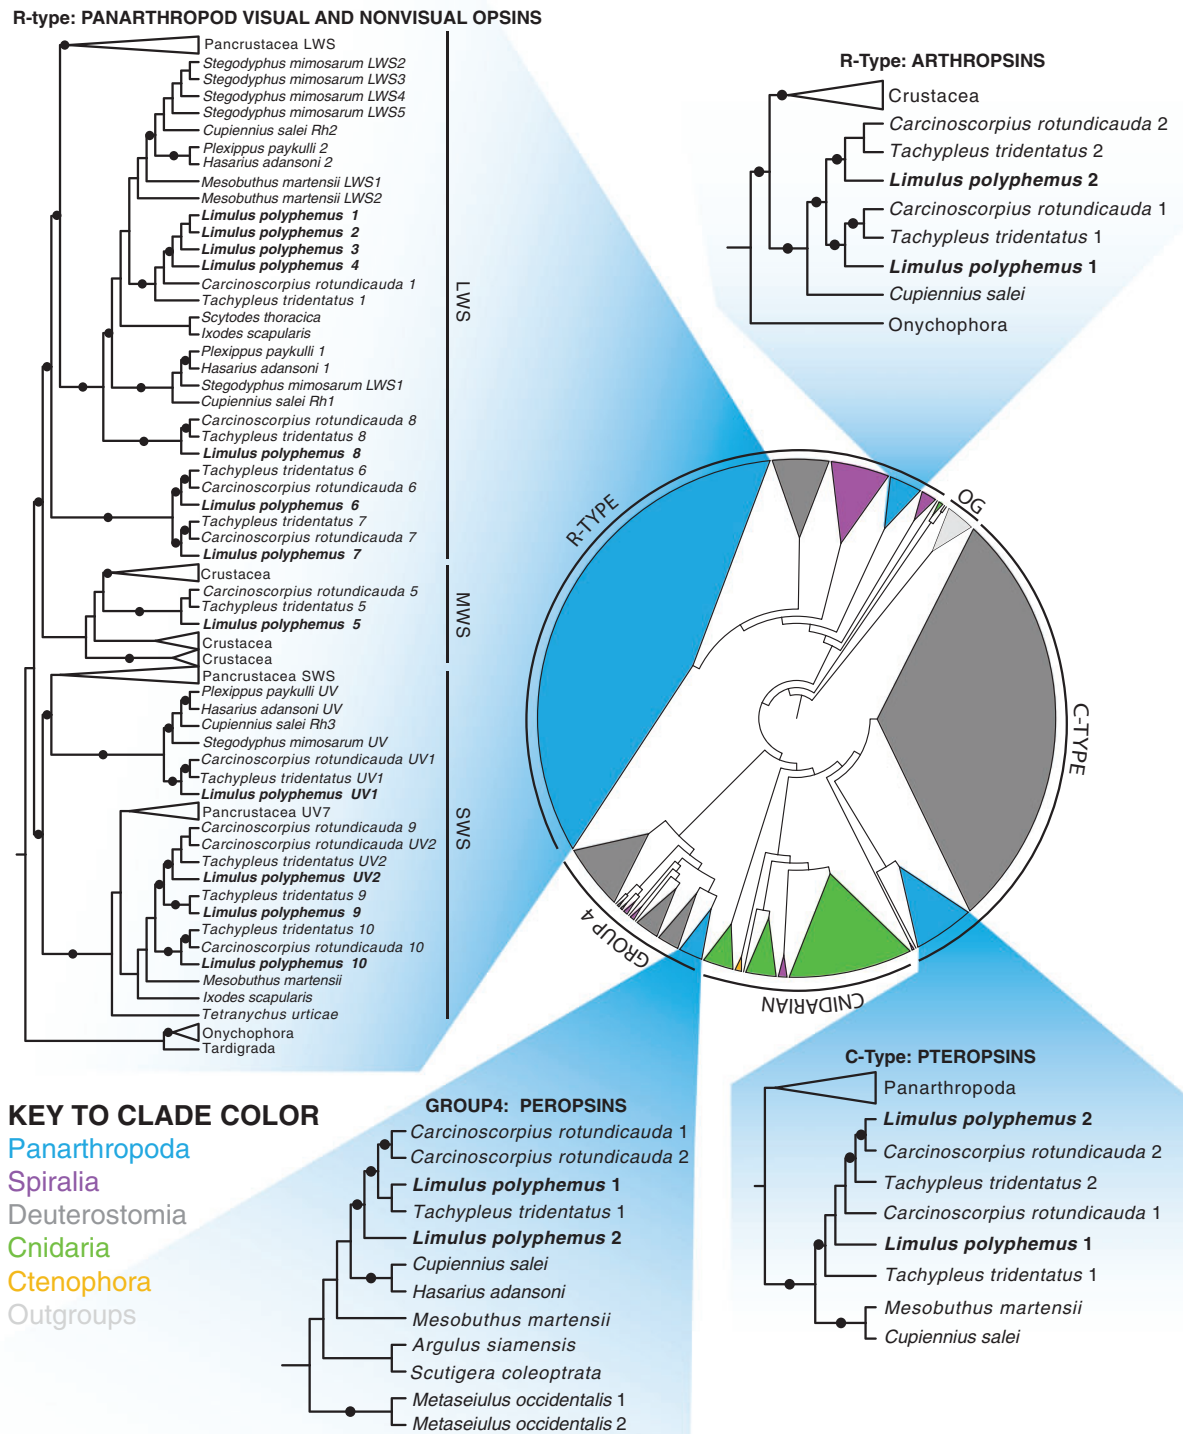 R-type: PANARTHROPOD VISUAL AND NONVISUAL OPSINS
Pancrustacea LWS
Stegodyphus mimosarum LWS2
Stegodyphus mimosarum LWS3
Stegodyphus mimosarum LWS4
Stegodyphus mimosarum LWS5
Cupiennius salei Rh2
Plexippus paykulli 2
Hasarius adansoni 2
Mesobuthus martensii LWS1
Mesobuthus martensii LWS2
Limulus polyphemus 1
Limulus polyphemus 2
Limulus polyphemus 3
Limulus polyphemus 4
Carcinoscorpius rotundicauda 1
Tachypleus tridentatus 1
Scytodes thoracica
Ixodes scapularis
Plexippus paykulli 1
Hasarius adansoni 1
Stegodyphus mimosarum LWS1
Cupiennius salei Rh1
Carcinoscorpius rotundicauda 8
Tachypleus tridentatus 8
Limulus polyphemus 8
Tachypleus tridentatus 6
Carcinoscorpius rotundicauda 6
Limulus polyphemus 6
Tachypleus tridentatus 7
Carcinoscorpius rotundicauda 7
Limulus polyphemus 7
LWS
Crustacea
Carcinoscorpius rotundicauda 5
Tachypleus tridentatus 5
Limulus polyphemus 5
Crustacea
Crustacea
MWS
Pancrustacea SWS
Plexippus paykulli UV
Hasarius adansoni UV
Cupiennius salei Rh3
Stegodyphus mimosarum UV
Carcinoscorpius rotundicauda UV1
Tachypleus tridentatus UV1
Limulus polyphemus UV1
Pancrustacea UV7
Carcinoscorpius rotundicauda 9
Carcinoscorpius rotundicauda UV2
Tachypleus tridentatus UV2
Limulus polyphemus UV2
Tachypleus tridentatus 9
Limulus polyphemus 9
Tachypleus tridentatus 10
Carcinoscorpius rotundicauda 10
Limulus polyphemus 10
Mesobuthus martensii
Ixodes scapularis
Tetranychus urticae
SWS
Onychophora
Tardigrada
R-Type: ARTHROPSINS
Crustacea
Carcinoscorpius rotundicauda 2
Tachypleus tridentatus 2
Limulus polyphemus 2
Carcinoscorpius rotundicauda 1
Tachypleus tridentatus 1
Limulus polyphemus 1
Cupiennius salei
Onychophora
R-TYPE
OG
C-TYPE
GROUP 4
CNIDARIAN
KEY TO CLADE COLOR
Panarthropoda
Spiralia
Deuterostomia
Cnidaria
Ctenophora
Outgroups
GROUP4: PEROPSINS
Carcinoscorpius rotundicauda 1
Carcinoscorpius rotundicauda 2
Limulus polyphemus 1
Tachypleus tridentatus 1
Limulus polyphemus 2
Cupiennius salei
Hasarius adansoni
Mesobuthus martensii
Argulus siamensis
Scutigera coleoptrata
Metaseiulus occidentalis 1
Metaseiulus occidentalis 2
C-Type: PTEROPSINS
Panarthropoda
Limulus polyphemus 2
Carcinoscorpius rotundicauda 2
Tachypleus tridentatus 2
Carcinoscorpius rotundicauda 1
Limulus polyphemus 1
Tachypleus tridentatus 1
Mesobuthus martensii
Cupiennius salei